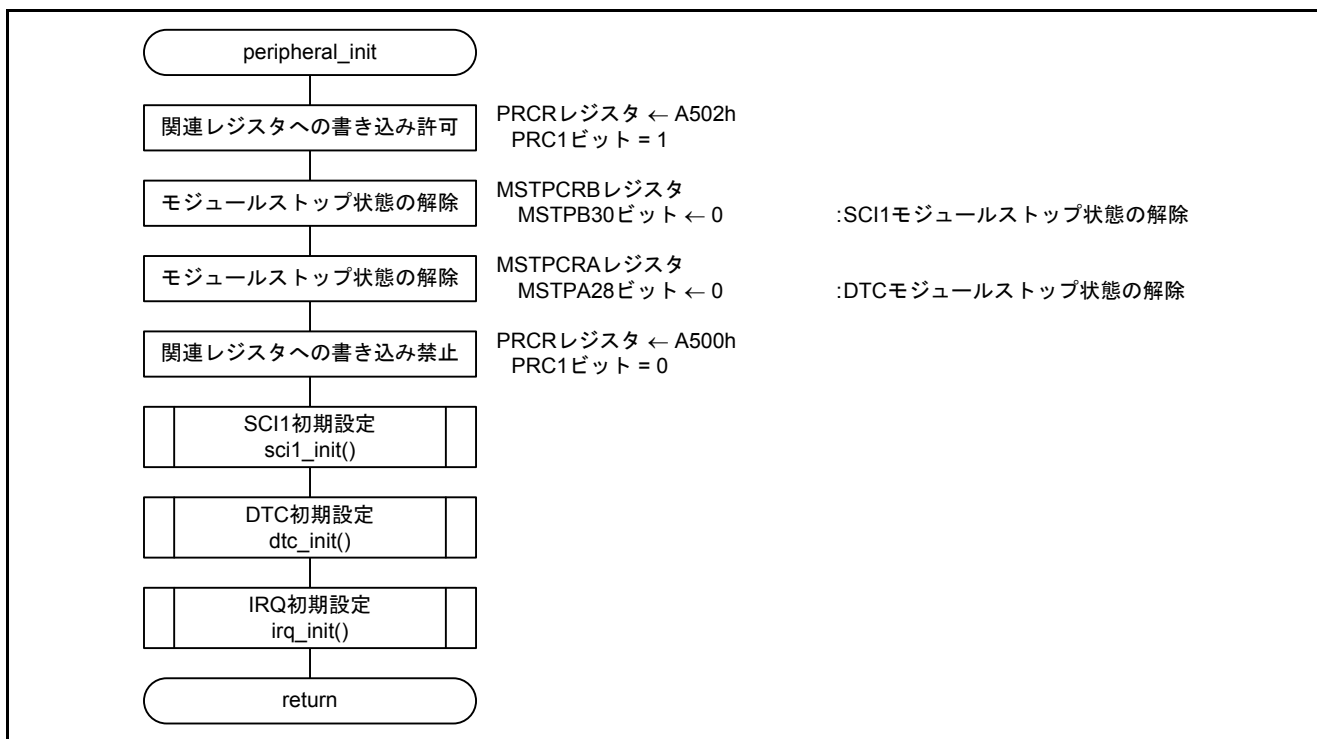 peripheral_init
関連レジスタへの書き込み許可
PRCRレジスタ ← A502h
PRC1ビット = 1
モジュールストップ状態の解除
MSTPCRBレジスタ
MSTPB30ビット ← 0 :SCI1モジュールストップ状態の解除
モジュールストップ状態の解除
MSTPCRAレジスタ
MSTPA28ビット ← 0 :DTCモジュールストップ状態の解除
関連レジスタへの書き込み禁止
PRCRレジスタ ← A500h
PRC1ビット = 0
SCI1初期設定
sci1_init()
DTC初期設定
dtc_init()
IRQ初期設定
irq_init()
return